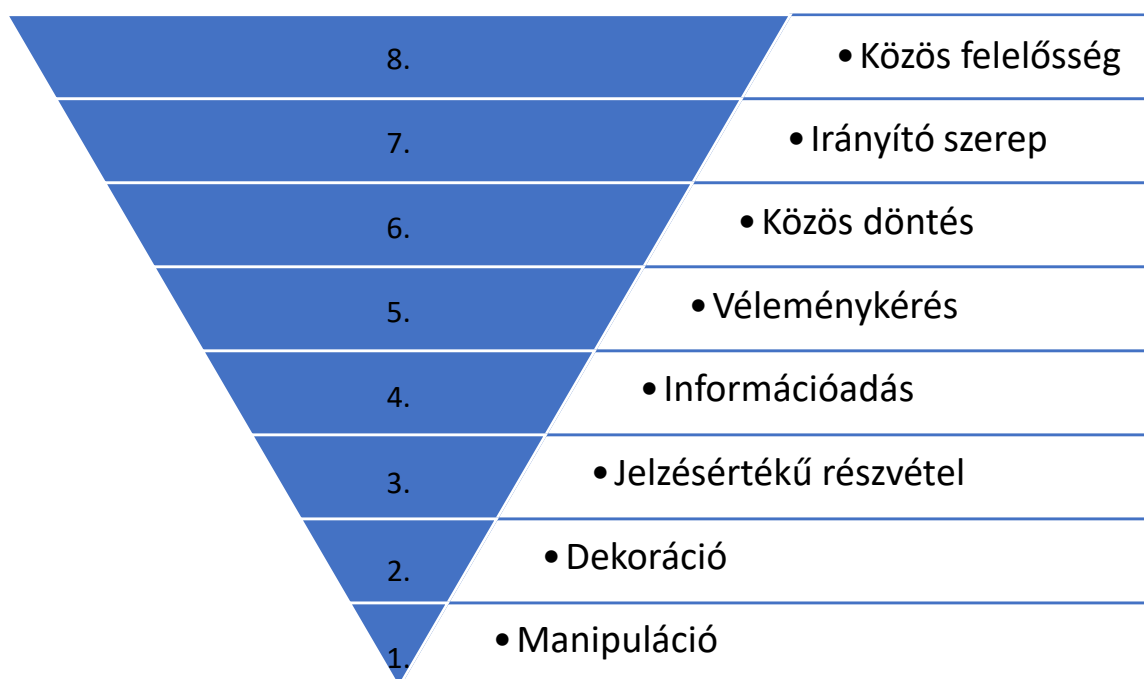 8. • Közös felelősség
7. • Irányító szerep
6. • Közös döntés
5. • Véleménykérés
4. • Információadás
3. • Jelzésértékű részvétel
2. • Dekoráció
1. • Manipuláció